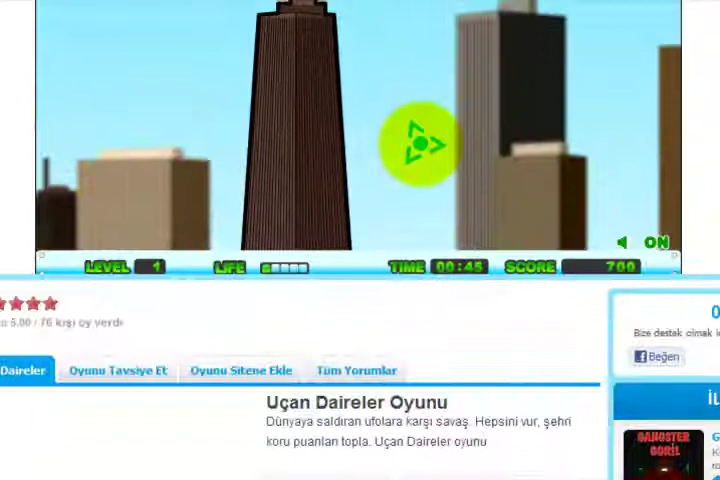 ON
LEVEL 1 LIFE TIME 00:45 SCORE 700
5.00 / 76 kişi oy verdi
Daireler Oyunu Tavsiye Et Oyunu Sitene Ekle Tüm Yorumlar
Uçan Daireler Oyunu
Dünyaya saldıran ufolara karşı savaş. Hepsini vur, şehri
koru puanları topla. Uçan Daireler oyunu
Bize destek olmak
Beğen
GANGSTER
GORİL